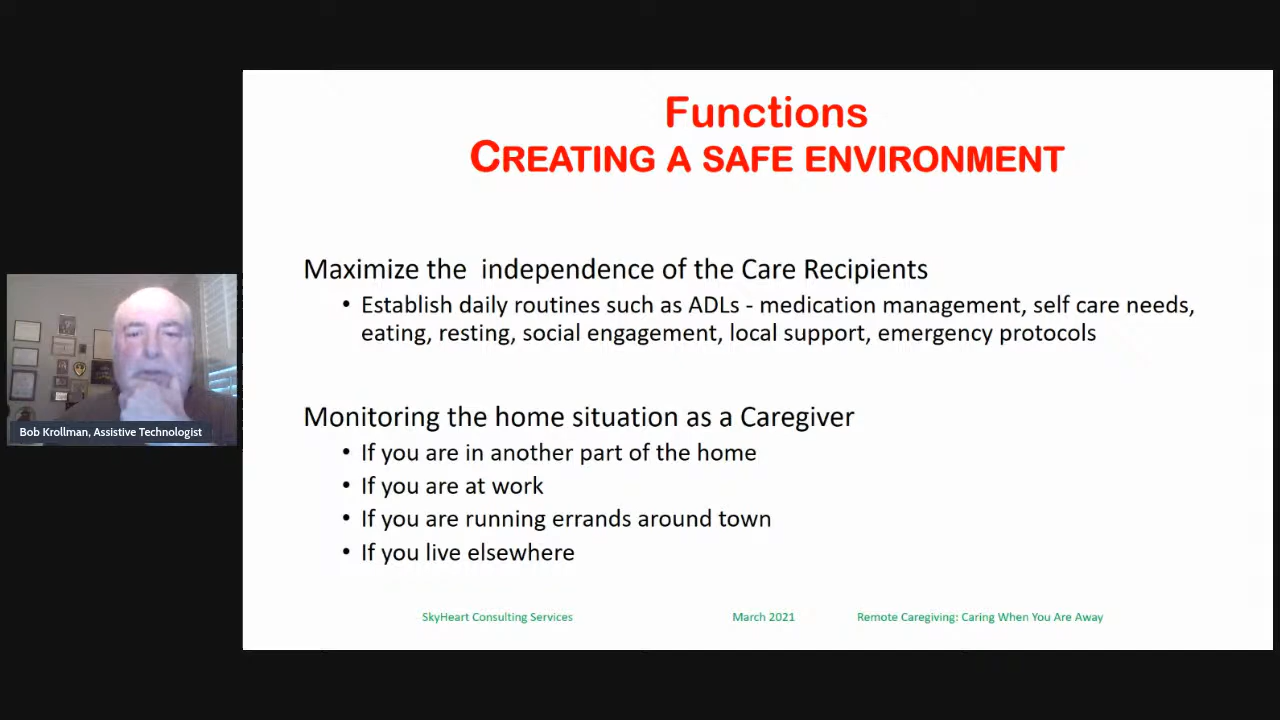 Functions
CREATING A SAFE ENVIRONMENT
Maximize the  independence of the Care Recipients
• Establish daily routines such as ADLs - medication management, self care needs,
eating, resting, social engagement, local support, emergency protocols
Monitoring the home situation as a Caregiver
• If you are in another part of the home
• If you are at work
• If you are running errands around town
• If you live elsewhere
SkyHeart Consulting Services March 2021 Remote Caregiving: Caring When You Are Away
Bob Krollman, Assistive Technologist